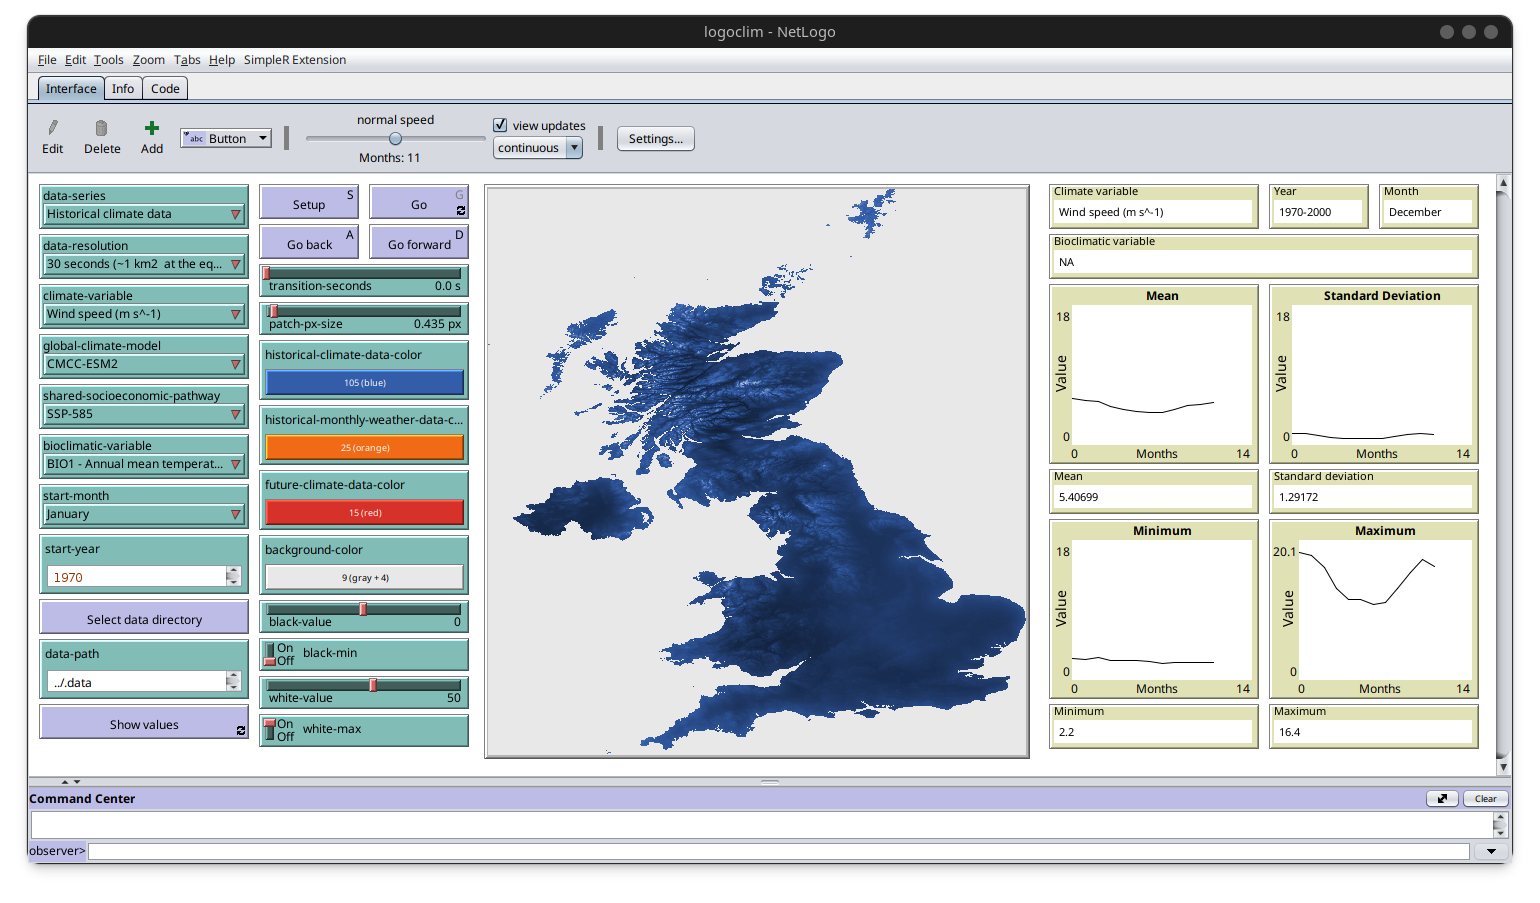 logoclim - NetLogo
File Edit Tools Zoom Tabs Help SimpleR Extension
Interface Info Code
Edit
Delete
Add
abc Button
normal speed
Months: 11
view updates
continuous
Settings...
data-series
Historical climate data
data-resolution
30 seconds (~1 km2 at the eq...
climate-variable
Wind speed (m s^-1)
global-climate-model
CMCC-ESM2
shared-socioeconomic-pathway
SSP-585
bioclimatic-variable
BIO1 - Annual mean temperat...
start-month
January
start-year
1970
Select data directory
data-path
../.data
Show values
Setup S
Go G
Go back A
Go forward D
transition-seconds 0.0 s
patch-px-size 0.435 px
historical-climate-data-color
105 (blue)
historical-monthly-weather-data-c...
25 (orange)
future-climate-data-color
15 (red)
background-color
9 (gray + 4)
black-value 0
On
Off
black-min
white-value 50
On
Off
white-max
Climate variable
Wind speed (m s^-1)
Year
1970-2000
Month
December
Bioclimatic variable
NA
Mean
18
Value
0
0 Months 14
Standard Deviation
18
Value
0
0 Months 14
Mean
5.40699
Standard deviation
1.29172
Minimum
18
Value
0
0 Months 14
Maximum
20.1
Value
0
0 Months 14
Minimum
2.2
Maximum
16.4
Command Center
Clear
observer>